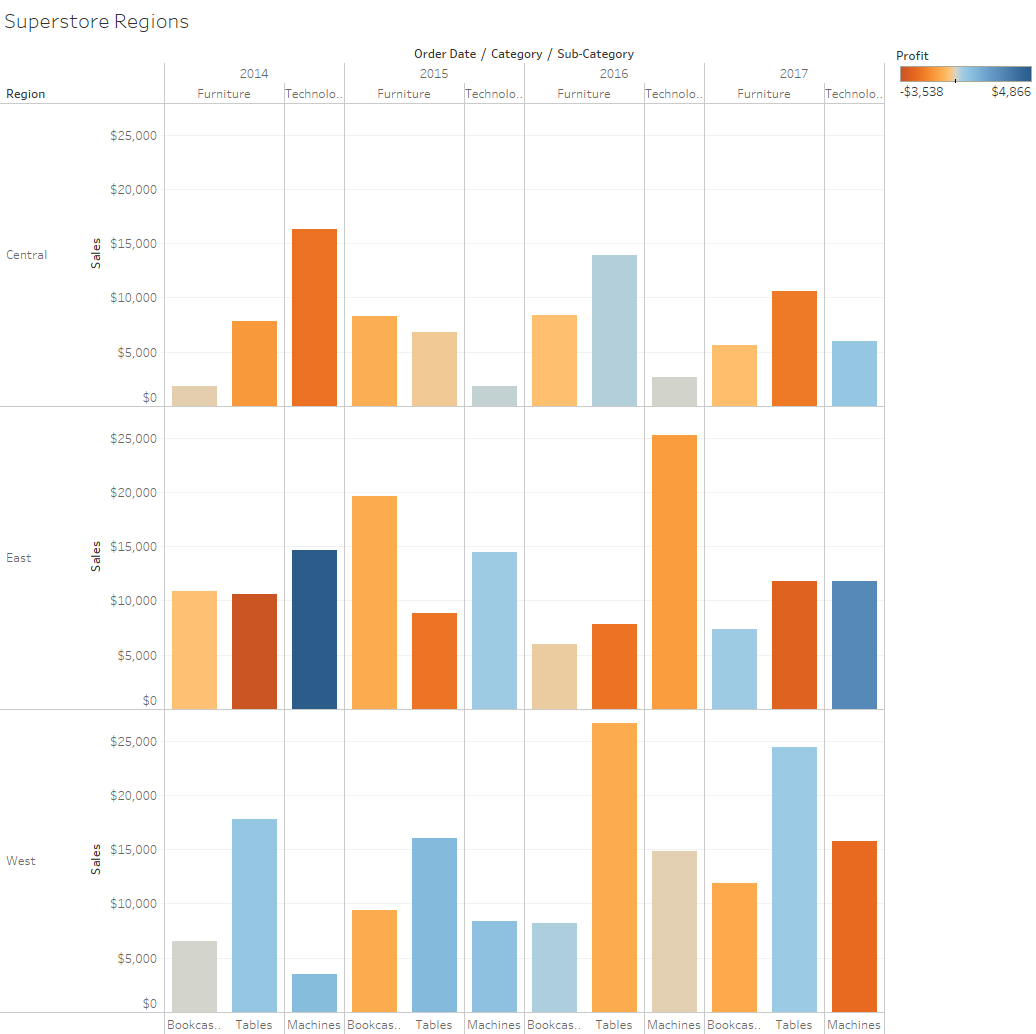 Superstore Regions
Order Date / Category / Sub-Category
Profit
2014 2015 2016 2017
-$3,538 $4,866
Region Furniture Technolo.. Furniture Technolo.. Furniture Technolo.. Furniture Technolo..
$25,000
$20,000
$15,000
Central Sales
$10,000
$5,000
$0
$25,000
$20,000
$15,000
East Sales
$10,000
$5,000
$0
$25,000
$20,000
$15,000
West Sales
$10,000
$5,000
$0
Bookcas.. Tables Machines Bookcas.. Tables Machines Bookcas.. Tables Machines Bookcas.. Tables Machines